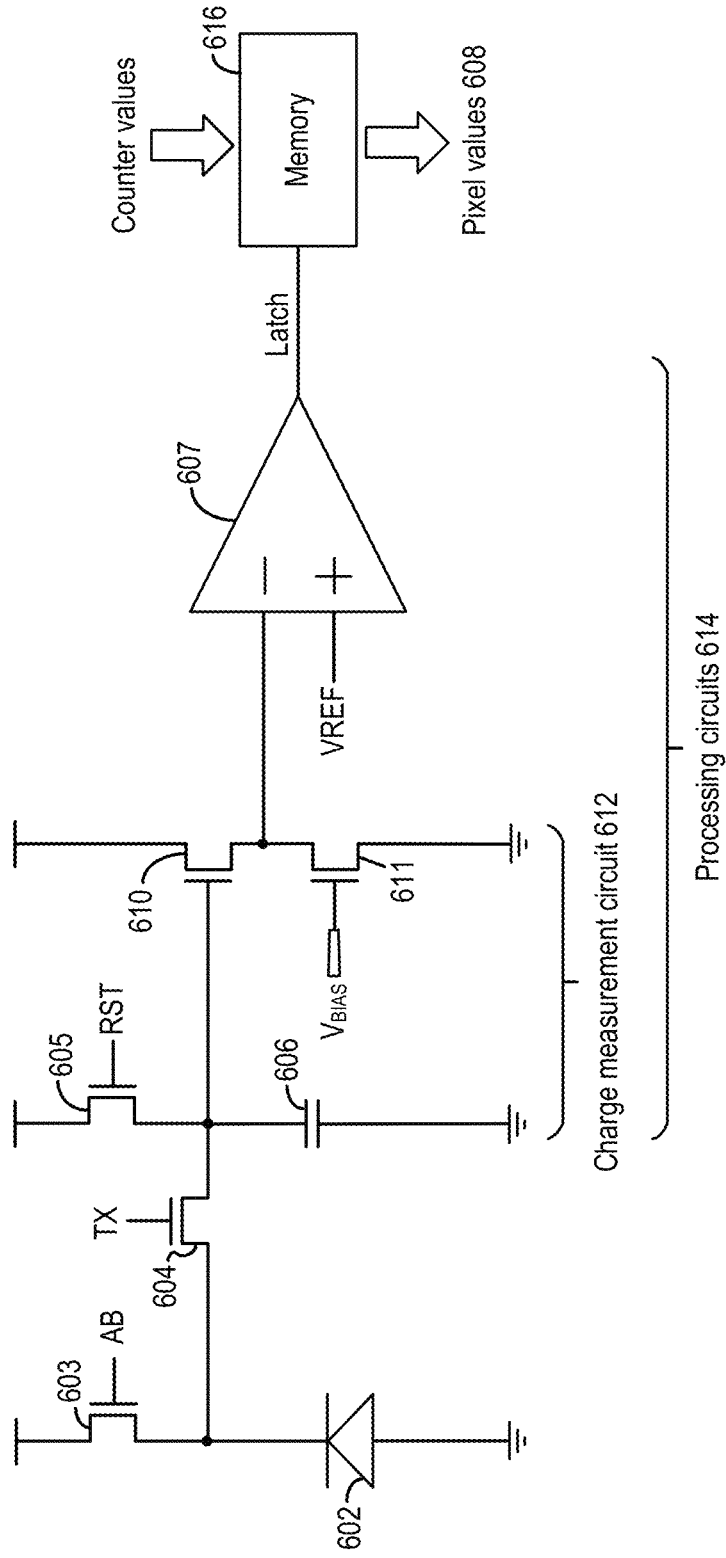 603
AB
602
TX
604
605
RST
606
610
VBIAS
611
VREF
607
−
+
Latch
Counter values
616
Memory
Pixel values 608
Charge measurement circuit 612
Processing circuits 614